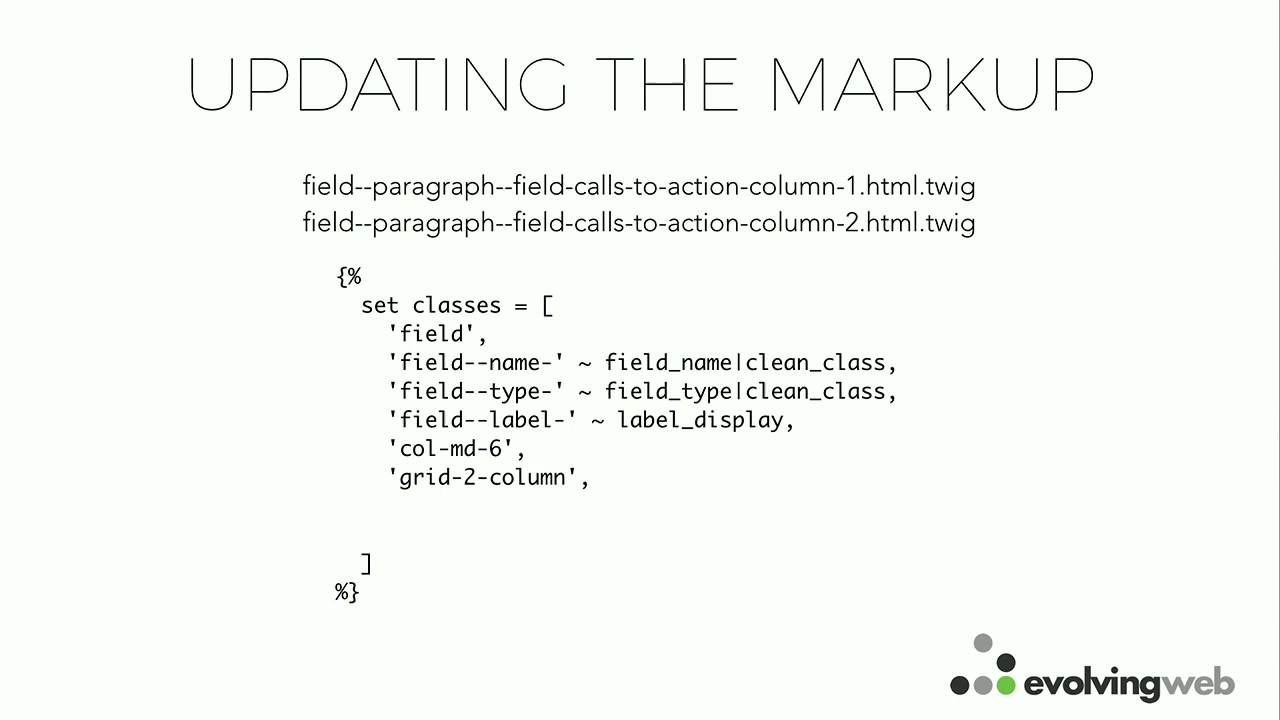 UPDATING THE MARKUP
field--paragraph--field-calls-to-action-column-1.html.twig
field--paragraph--field-calls-to-action-column-2.html.twig
{%
  set classes = [
    'field',
    'field--name-' ~ field_name|clean_class,
    'field--type-' ~ field_type|clean_class,
    'field--label-' ~ label_display,
    'col-md-6',
    'grid-2-column',
  ]
%}
evolvingweb